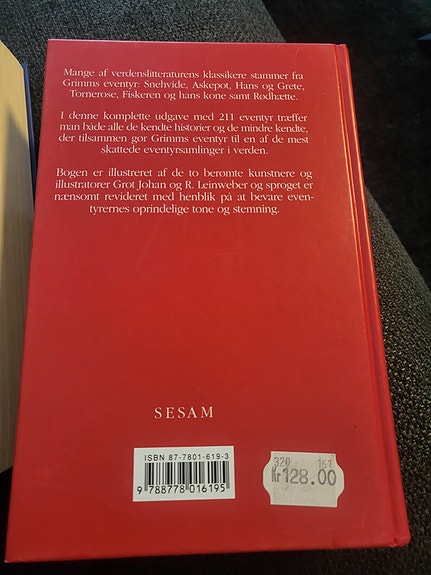 Mange af verdenslitteraturens klassikere stammer fra
Grimms eventyr: Snehvide, Askepot, Hans og Grete,
Tornerose, Fiskeren og hans kone samt Rødhætte.
I denne komplette udgave med 211 eventyr træffer
man både alle de kendte historier og de mindre kendte,
der tilsammen gør Grimms eventyr til en af de mest
skattede eventyrsamlinger i verden.
Bogen er illustreret af de to berømte kunstnere og
illustratorer Grot Johan og R. Leinweber og sproget er
nænsomt revideret med henblik på at bevare even-
tyrernes oprindelige tone og stemning.
SESAM
ISBN 87-7801-619-3
9 788778 016195
320 161
kr128.00